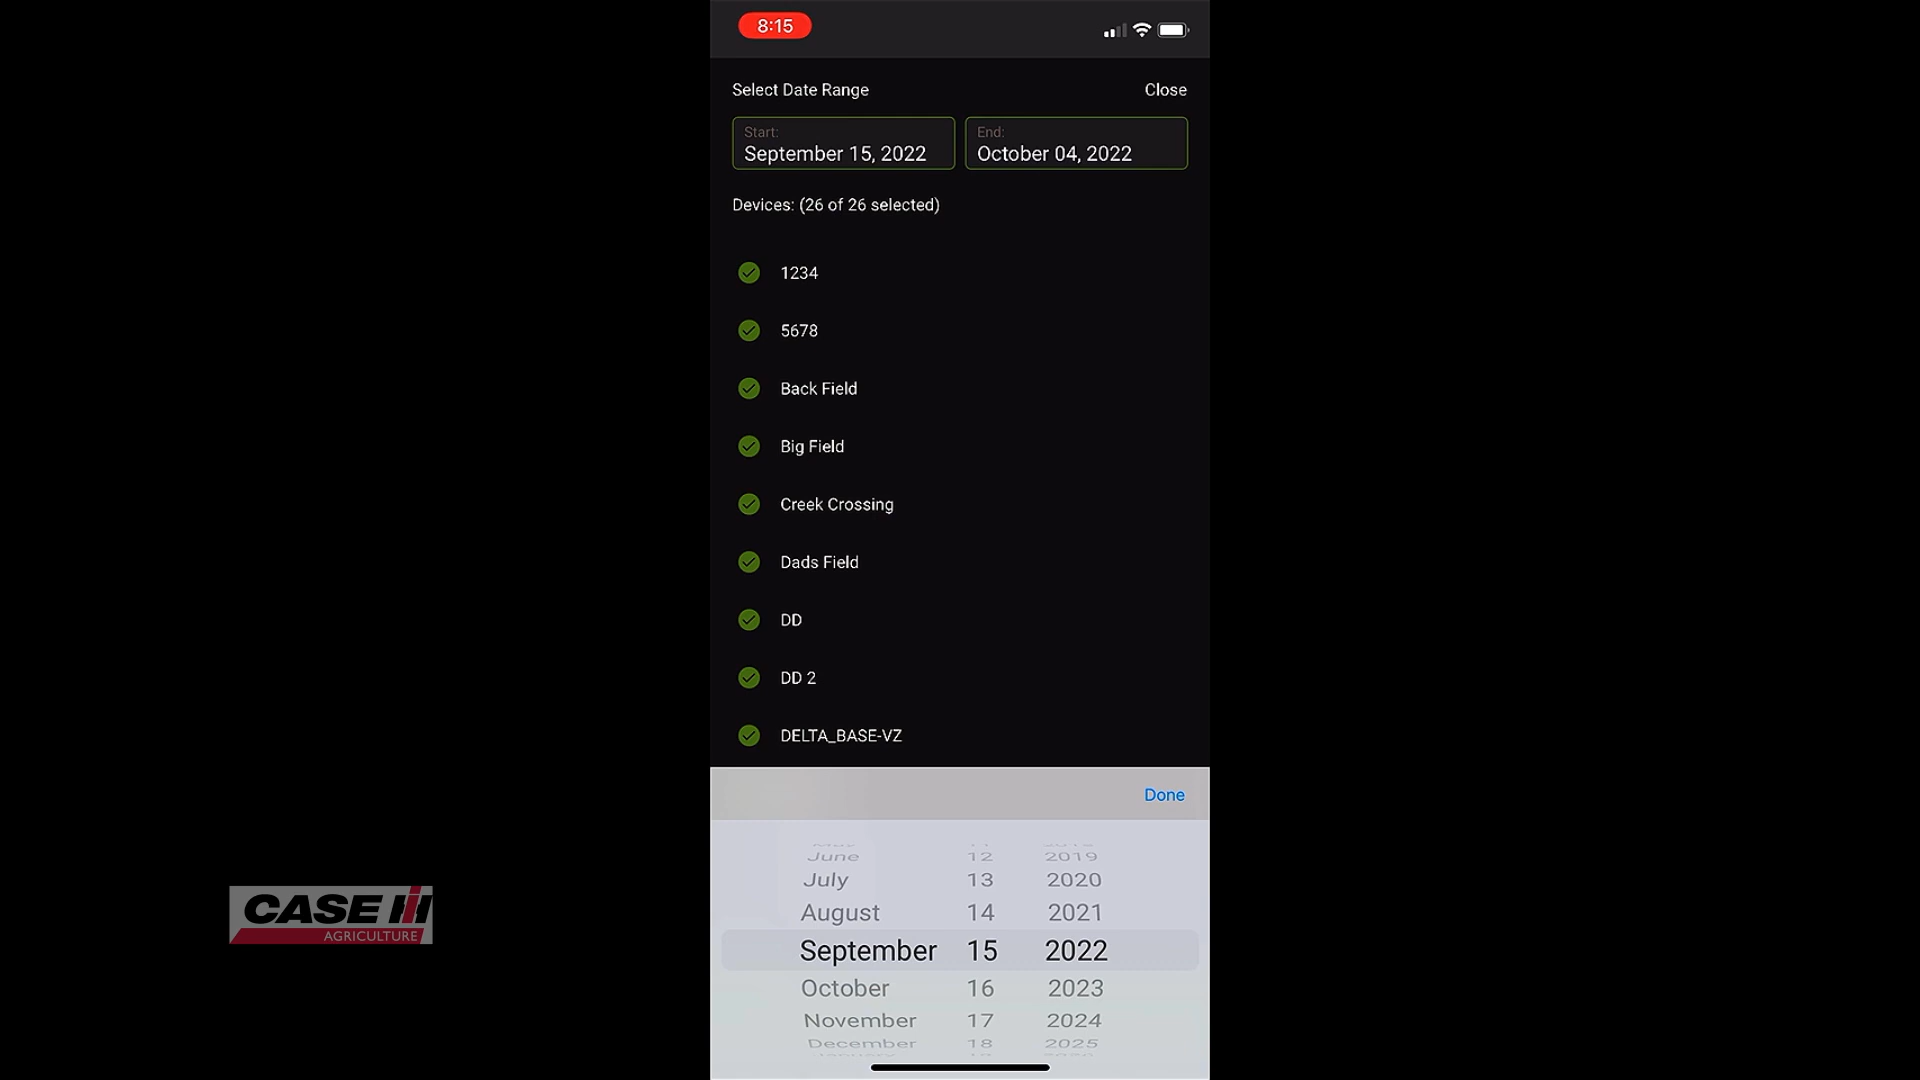 8:15
Select Date Range
Close
Start:
September 15, 2022
End:
October 04, 2022
Devices: (26 of 26 selected)
1234
5678
Back Field
Big Field
Creek Crossing
Dads Field
DD
DD 2
DELTA_BASE-VZ
Done
June 12 2019
July 13 2020
August 14 2021
September 15 2022
October 16 2023
November 17 2024
December 18 2025
CASE IH
AGRICULTURE